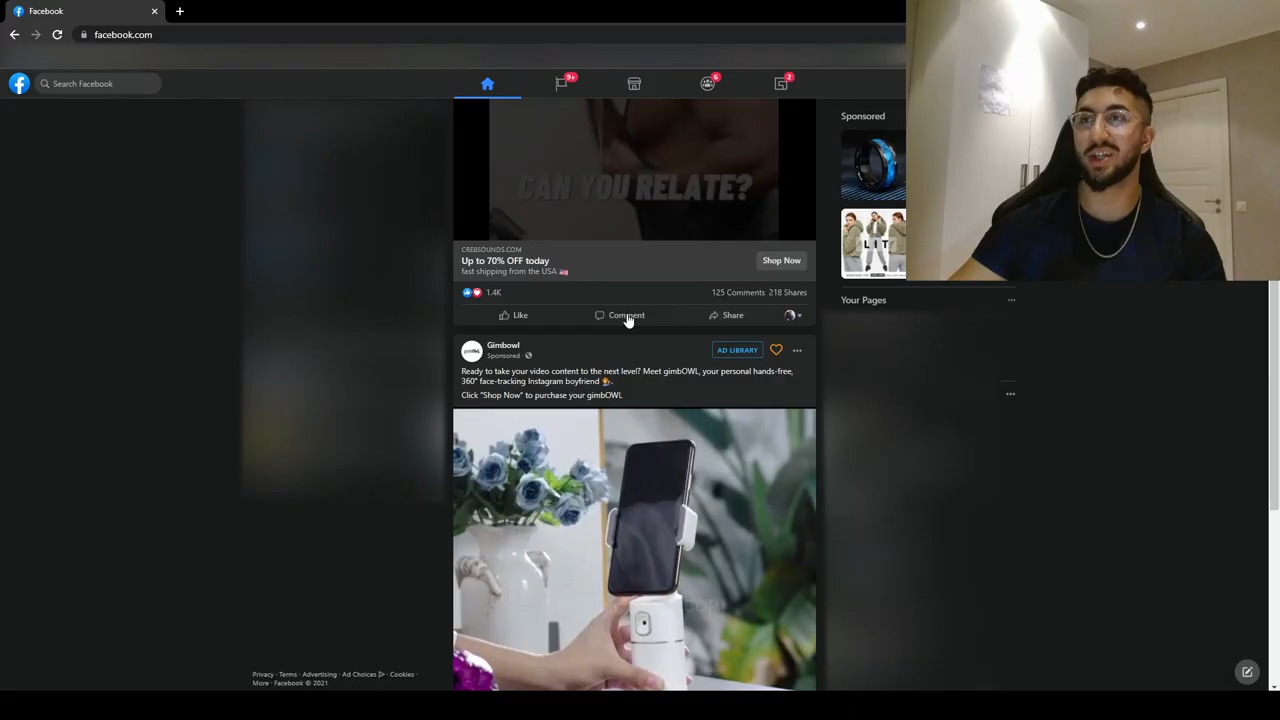 Facebook
facebook.com
Search Facebook
9+
6
2
CAN YOU RELATE?
CREBSOUNDS.COM
Up to 70% OFF today
fast shipping from the USA 🇺🇸
Shop Now
1.4K
125 Comments 218 Shares
Like
Comment
Share
Gimbowl
Sponsored
AD LIBRARY
Ready to take your video content to the next level? Meet gimbOWL, your personal hands-free,
360° face-tracking Instagram boyfriend
Click "Shop Now" to purchase your gimbOWL
Sponsored
LIT
Your Pages
Privacy · Terms · Advertising · Ad Choices · Cookies ·
More · Facebook © 2021